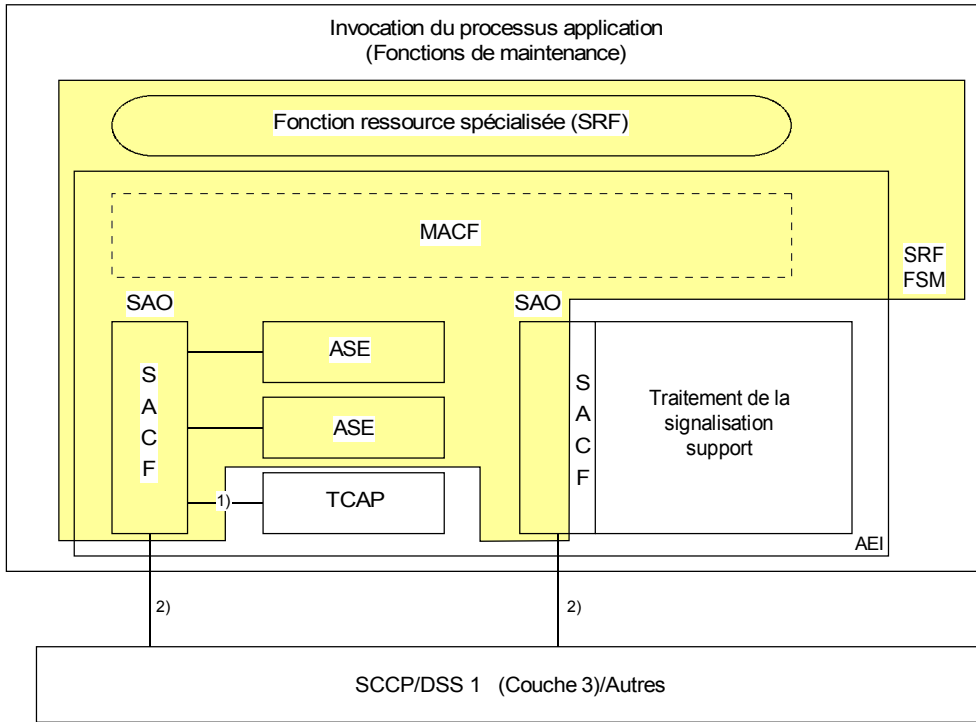 Invocation du processus application
(Fonctions de maintenance)
Fonction ressource spécialisée (SRF)
MACF
SRF
FSM
SAO
SAO
S
A
C
F
ASE
ASE
1)
TCAP
S
A
C
F
Traitement de la
signalisation
support
AEI
2)
2)
SCCP/DSS 1 (Couche 3)/Autres